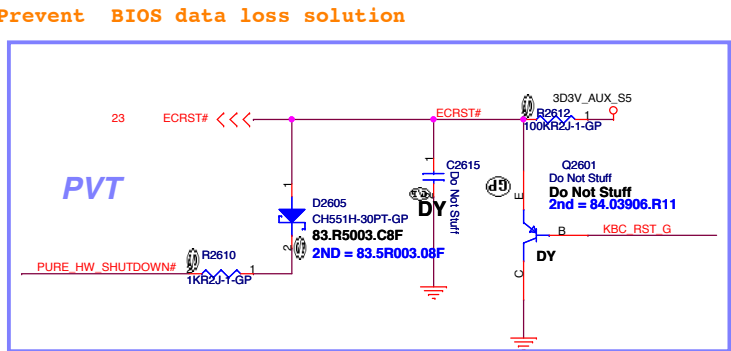 Prevent BIOS data loss solution
3D3V_AUX_S5
23 ECRST# ECRST# R2612 1
100KR2J-1-GP
1 C2615 Q2601
Do Not Stuff
Do Not Stuff
Do Not Stuff
2nd = 84.03906.R11
PVT
GP
E
1 D2605
CH551H-30PT-GP
83.R5003.C8F
2ND = 83.5R003.08F
2
DY
B KBC_RST_G
DY
C
R2610
PURE_HW_SHUTDOWN# 1
1KR2J-1-GP